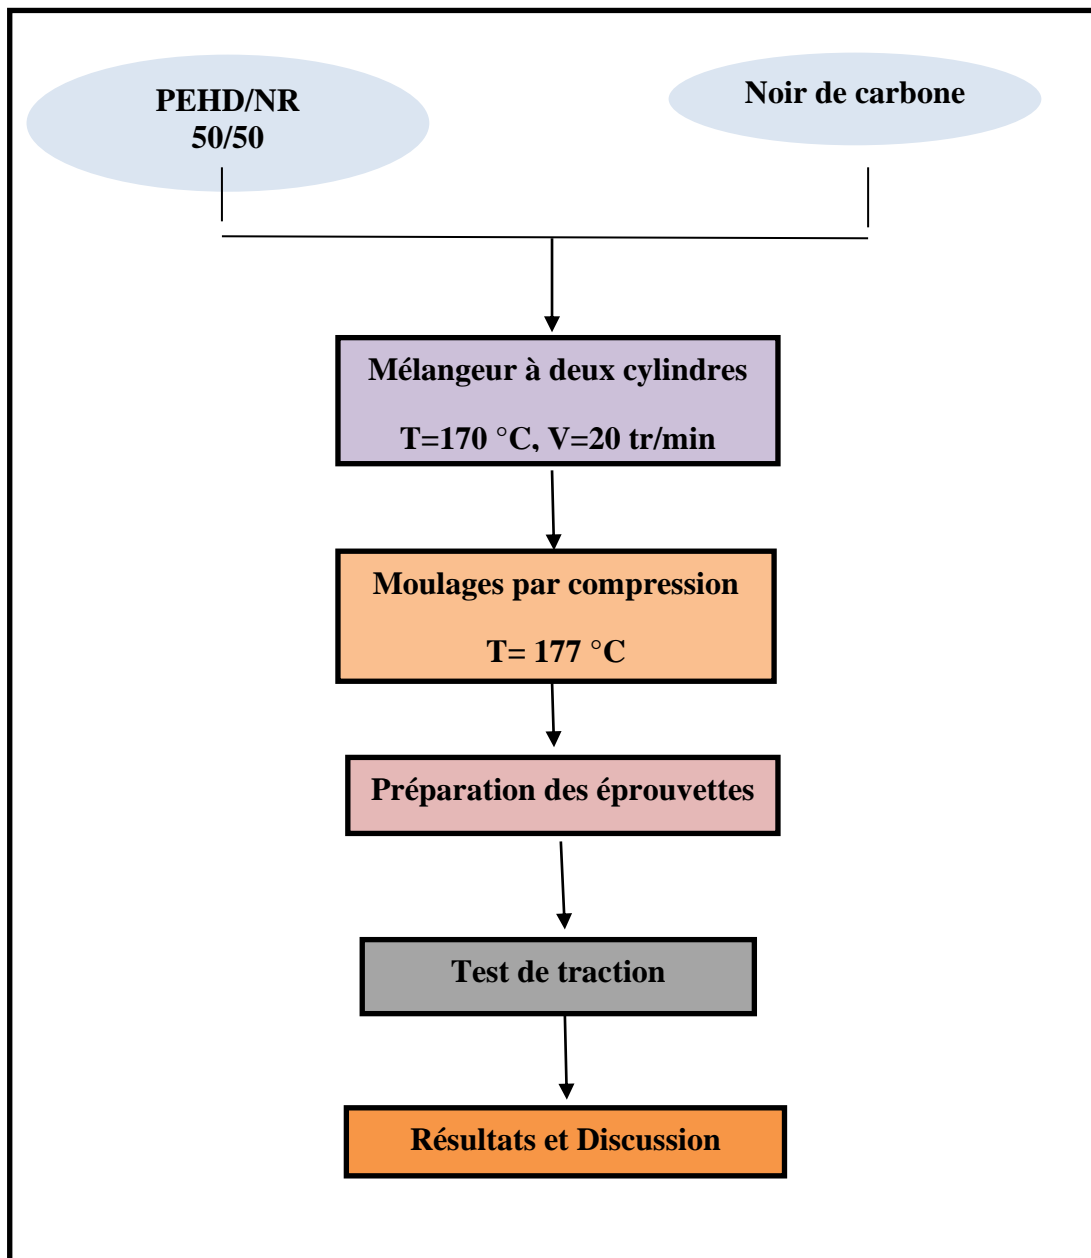 PEHD/NR
50/50
Noir de carbone
Mélangeur à deux cylindres
T=170 °C, V=20 tr/min
Moulages par compression
T= 177 °C
Préparation des éprouvettes
Test de traction
Résultats et Discussion